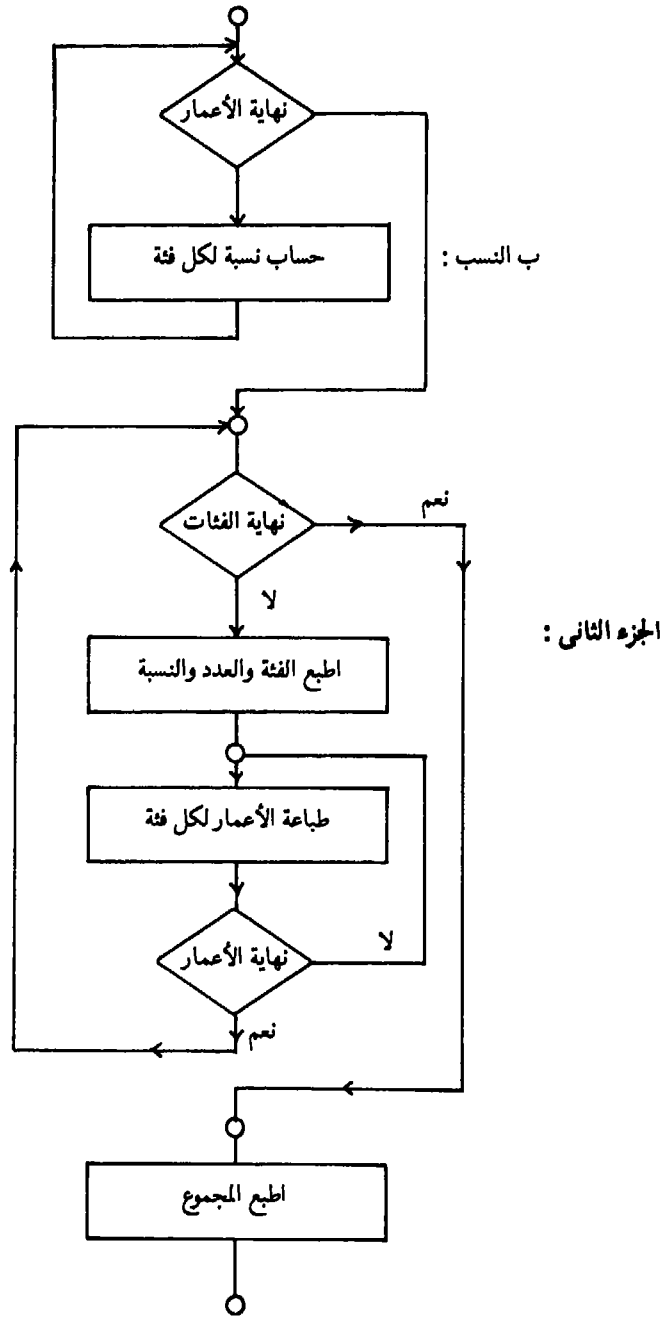 نهاية الأعمار
حساب نسبة لكل فئة
ب النسب :
نهاية الفئات
نعم
لا
الجزء الثانى :
اطبع الفئة والعدد والنسبة
طباعة الأعمار لكل فئة
نهاية الأعمار
لا
نعم
اطبع المجموع